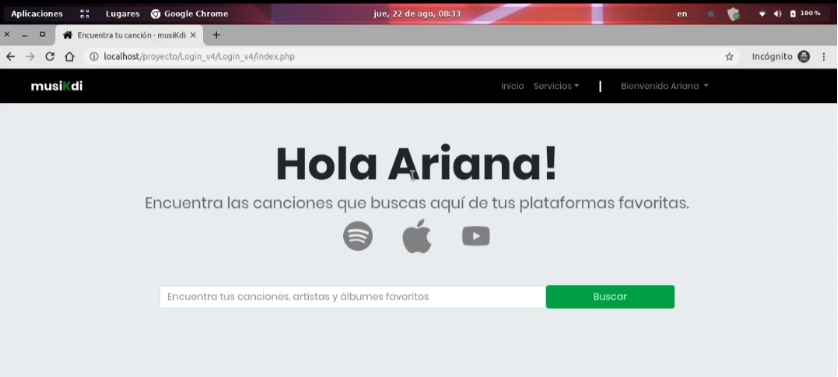 Aplicaciones Lugares Google Chrome jue, 22 de ago, 08:33 en 100 %
Encuentra tu canción - musiKdi
localhost/proyecto/Login_v4/Login_v4/index.php Incógnito
musiKdi Inicio Servicios Bienvenido Ariana
Hola Ariana!
Encuentra las canciones que buscas aquí de tus plataformas favoritas.
Encuentra tus canciones, artistas y álbumes favoritos Buscar